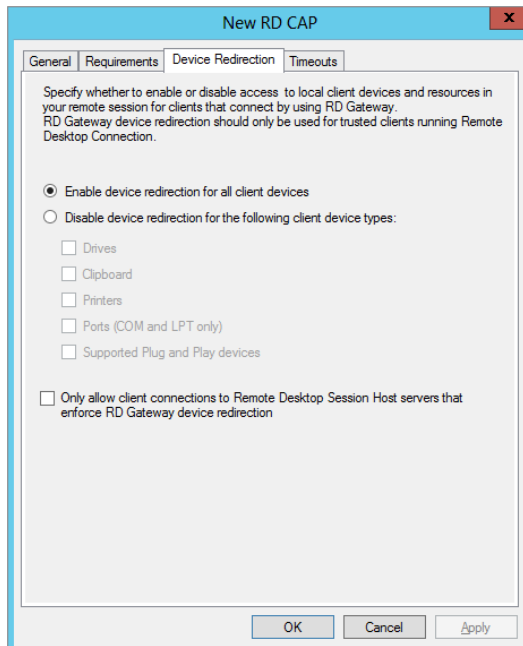 New RD CAP
x
General Requirements Device Redirection Timeouts
Specify whether to enable or disable access to local client devices and resources in
your remote session for clients that connect by using RD Gateway.
RD Gateway device redirection should only be used for trusted clients running Remote
Desktop Connection.
Enable device redirection for all client devices
Disable device redirection for the following client device types:
Drives
Clipboard
Printers
Ports (COM and LPT only)
Supported Plug and Play devices
Only allow client connections to Remote Desktop Session Host servers that
enforce RD Gateway device redirection
OK Cancel Apply